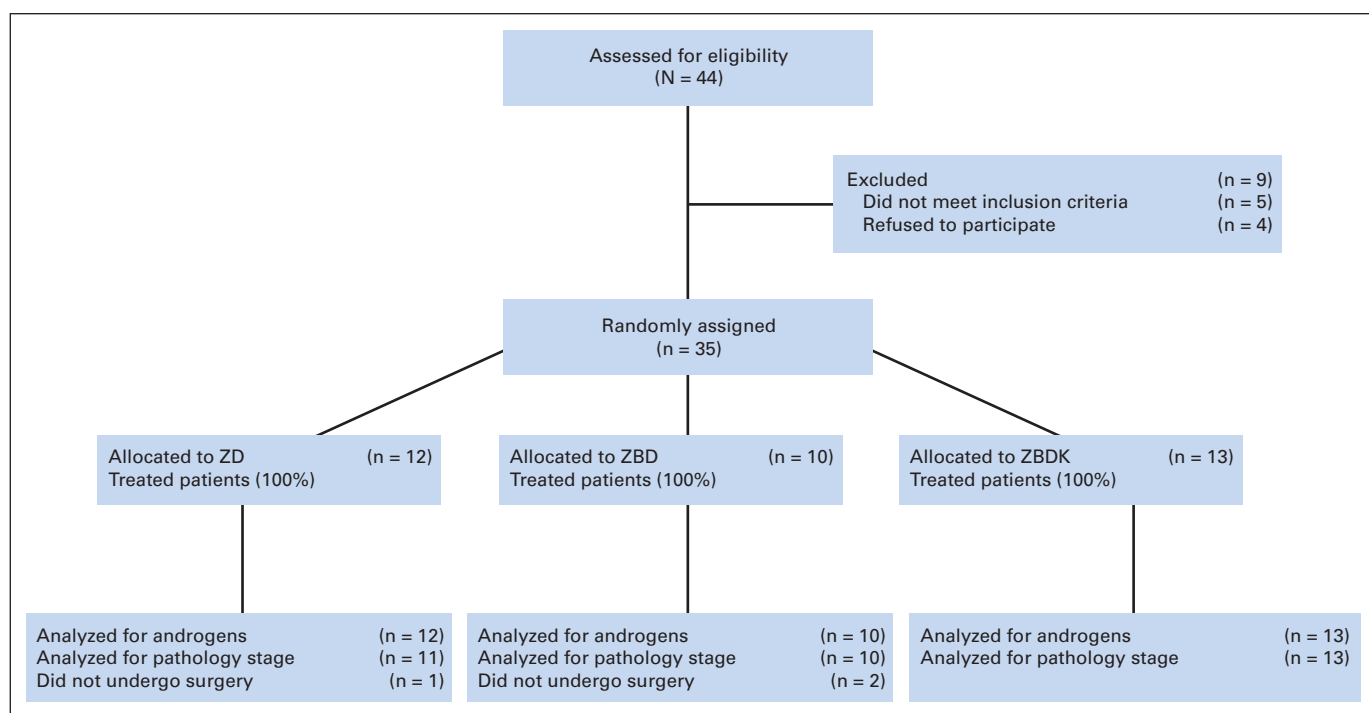 Assessed for eligibility
(N = 44)
Excluded (n = 9)
Did not meet inclusion criteria (n = 5)
Refused to participate (n = 4)
Randomly assigned
(n = 35)
Allocated to ZD (n = 12)
Treated patients (100%)
Allocated to ZBD (n = 10)
Treated patients (100%)
Allocated to ZBDK (n = 13)
Treated patients (100%)
Analyzed for androgens (n = 12)
Analyzed for pathology stage (n = 11)
Did not undergo surgery (n = 1)
Analyzed for androgens (n = 10)
Analyzed for pathology stage (n = 10)
Did not undergo surgery (n = 2)
Analyzed for androgens (n = 13)
Analyzed for pathology stage (n = 13)